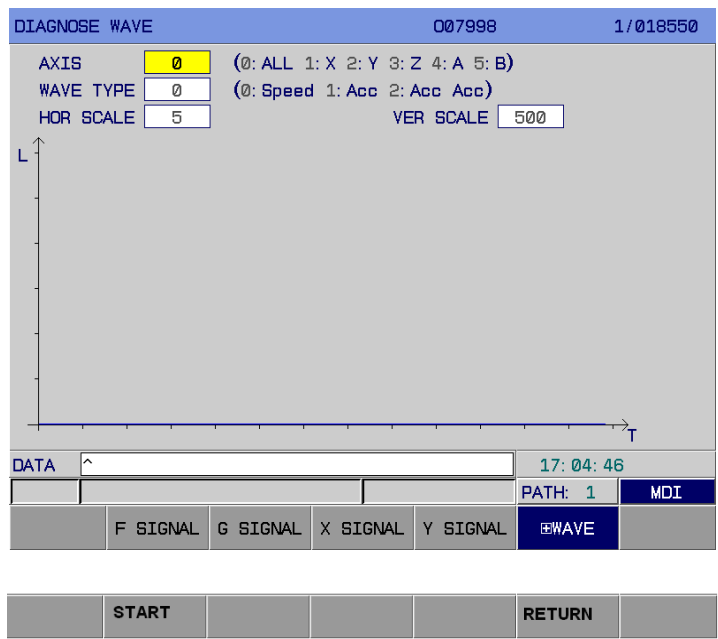 DIAGNOSE WAVE O07998 1/018550
AXIS 0 (0: ALL 1: X 2: Y 3: Z 4: A 5: B)
WAVE TYPE 0 (0: Speed 1: Acc 2: Acc Acc)
HOR SCALE 5 VER SCALE 500
L
T
DATA ^ 17:04:46
PATH: 1 MDI
F SIGNAL G SIGNAL X SIGNAL Y SIGNAL ⊞WAVE
START RETURN